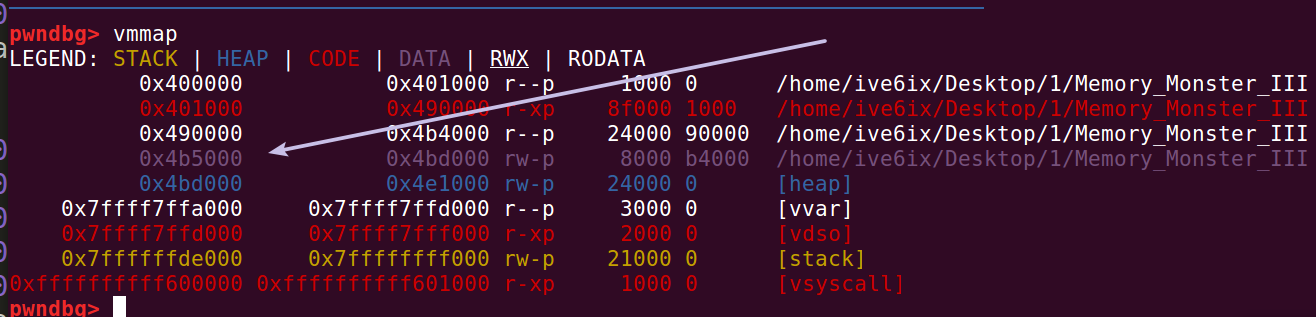 pwndbg> vmmap
LEGEND: STACK | HEAP | CODE | DATA | RWX | RODATA
0x400000 0x401000 r--p 1000 0 /home/ive6ix/Desktop/1/Memory_Monster_III
0x401000 0x490000 r-xp 8f000 1000 /home/ive6ix/Desktop/1/Memory_Monster_III
0x490000 0x4b4000 r--p 24000 90000 /home/ive6ix/Desktop/1/Memory_Monster_III
0x4b5000 0x4bd000 rw-p 8000 b4000 /home/ive6ix/Desktop/1/Memory_Monster_III
0x4bd000 0x4e1000 rw-p 24000 0 [heap]
0x7ffff7ffa000 0x7ffff7ffd000 r--p 3000 0 [vvar]
0x7ffff7ffd000 0x7ffff7fff000 r-xp 2000 0 [vdso]
0x7ffffffde000 0x7ffffffff000 rw-p 21000 0 [stack]
0xffffffffff600000 0xffffffffff601000 r-xp 1000 0 [vsyscall]
pwndbg>